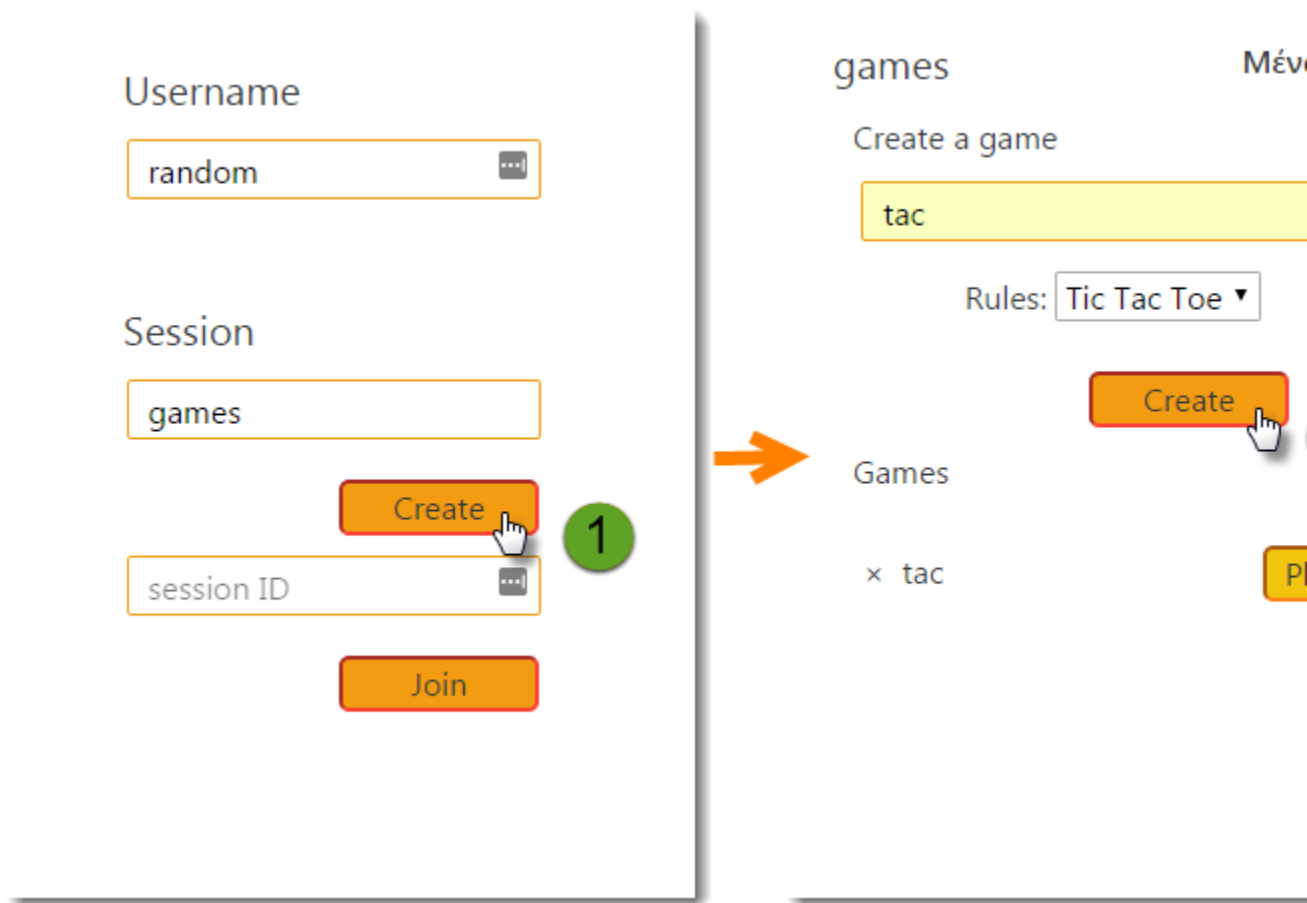 Username
random
Session
games
Create
1
session ID
Join
games
Create a game
tac
Rules: Tic Tac Toe
Create
Games
× tac